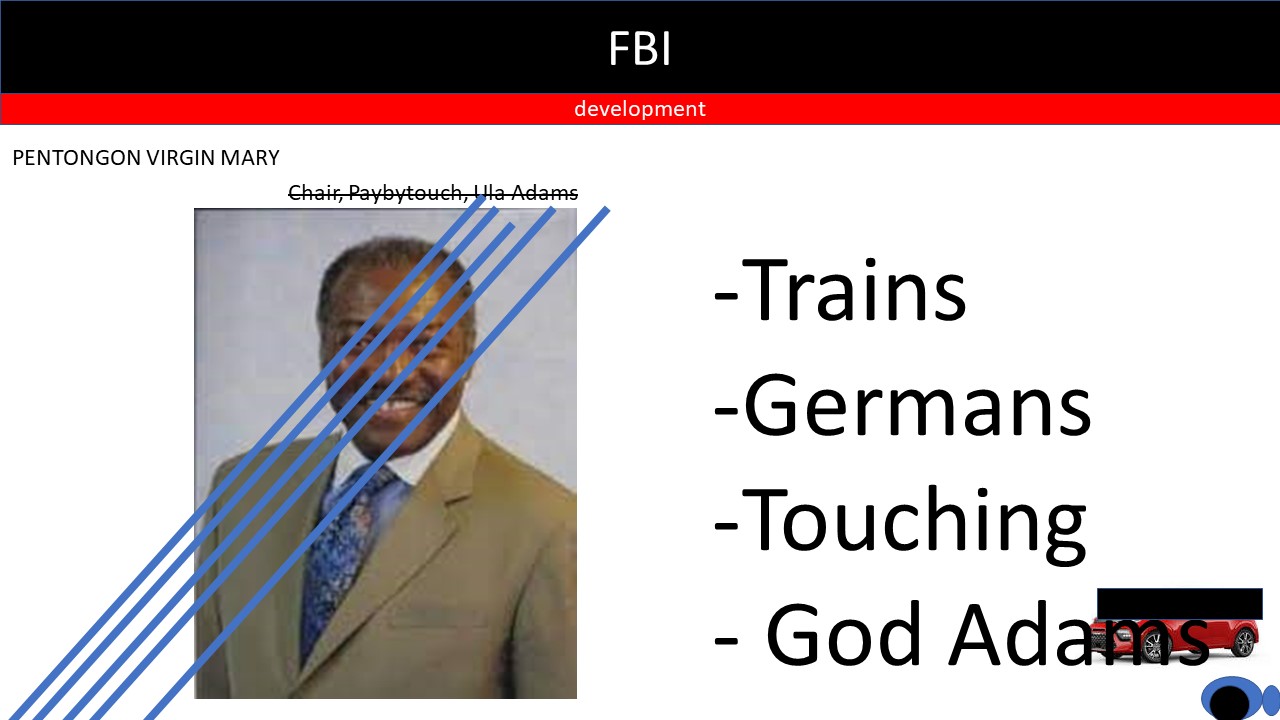 FBI
development
PENTONGON VIRGIN MARY
Chair, Paybytouch, Ula Adams
-Trains
-Germans
-Touching
- God Adams